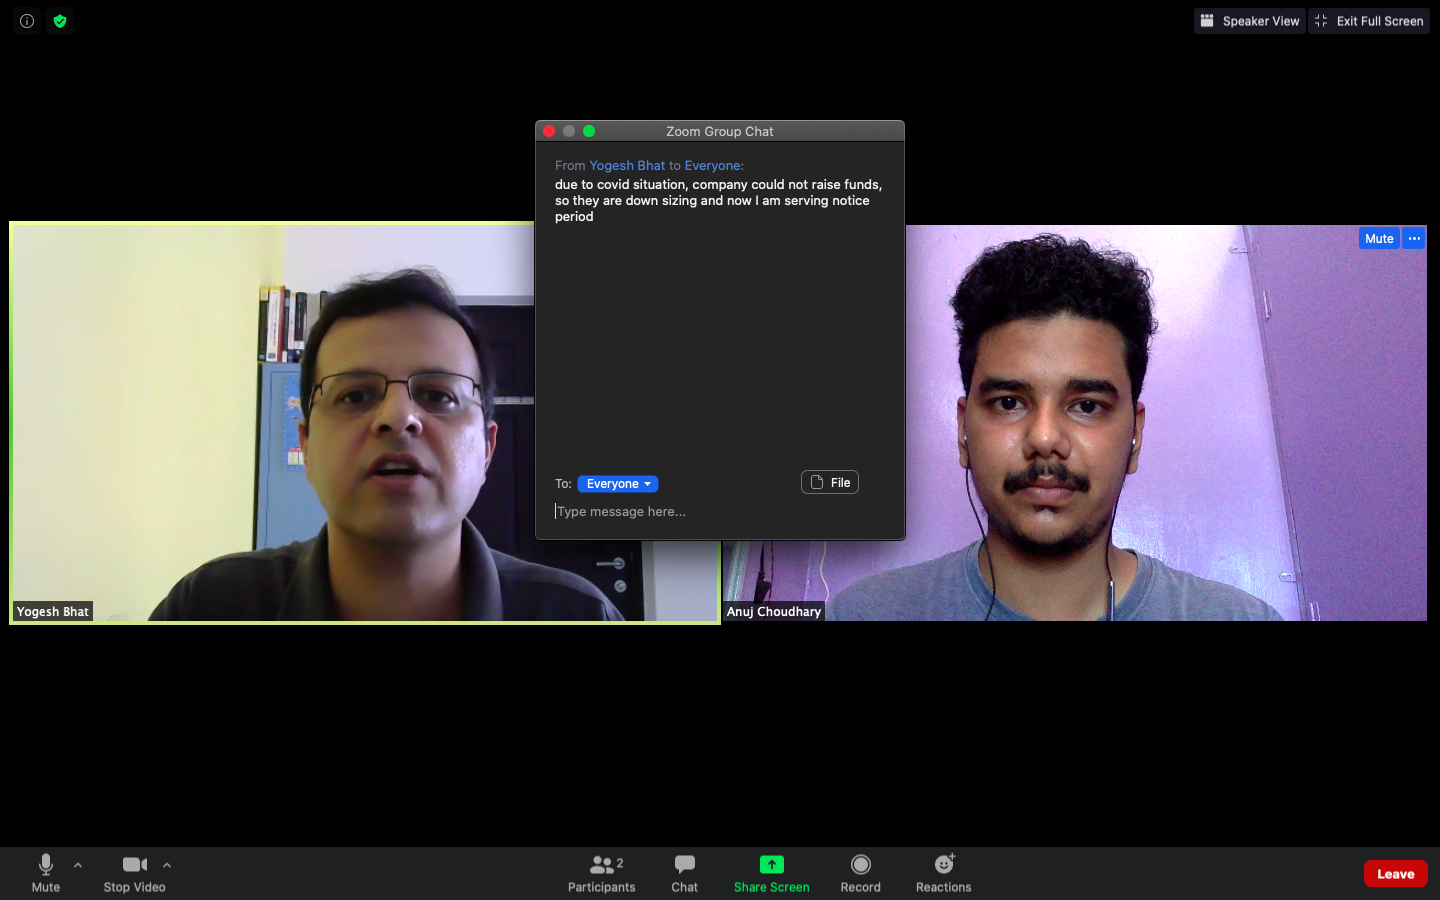 Speaker View
Exit Full Screen
Zoom Group Chat
From Yogesh Bhat to Everyone:
due to covid situation, company could not raise funds,
so they are down sizing and now I am serving notice
period
Mute
To: Everyone
File
Type message here...
Yogesh Bhat
Anuj Choudhary
Mute
Stop Video
Participants 2
Chat
Share Screen
Record
Reactions
Leave